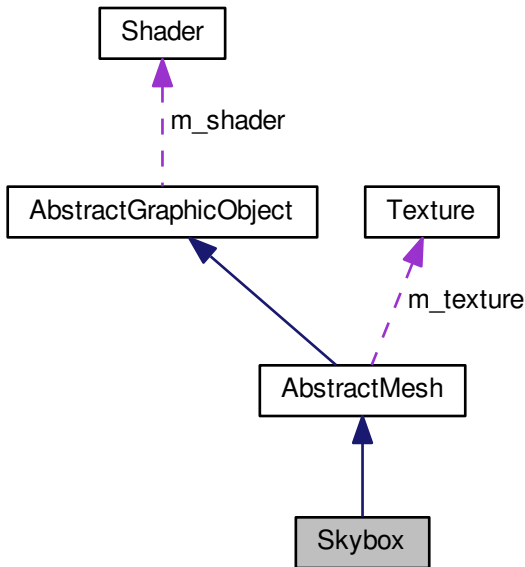 Shader
m_shader
AbstractGraphicObject
Texture
m_texture
AbstractMesh
Skybox